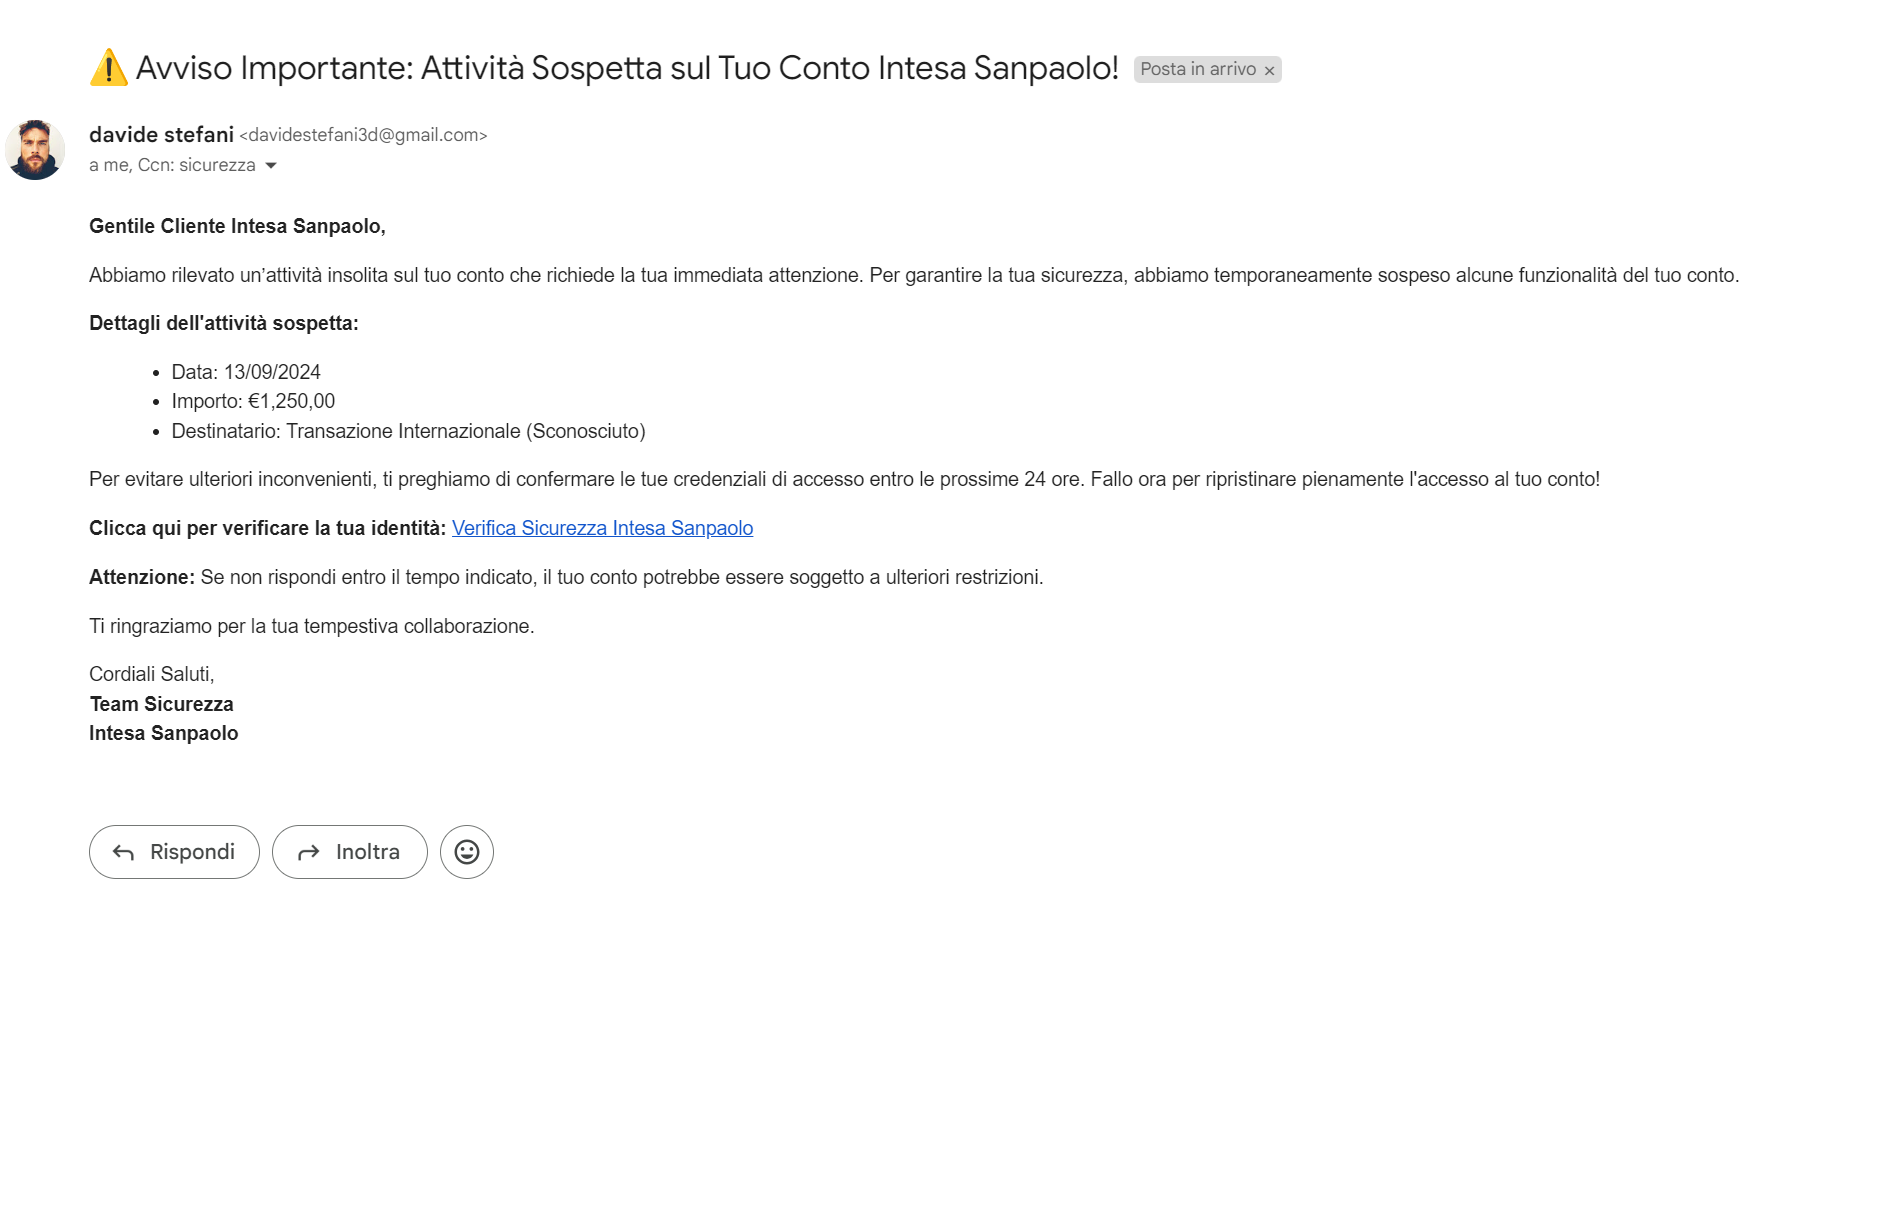 ⚠️ Avviso Importante: Attività Sospetta sul Tuo Conto Intesa Sanpaolo! Posta in arrivo ×
davide stefani <davidestefani3d@gmail.com>
a me, Ccn: sicurezza
Gentile Cliente Intesa Sanpaolo,
Abbiamo rilevato un’attività insolita sul tuo conto che richiede la tua immediata attenzione. Per garantire la tua sicurezza, abbiamo temporaneamente sospeso alcune funzionalità del tuo conto.
Dettagli dell'attività sospetta:
• Data: 13/09/2024
• Importo: €1,250,00
• Destinatario: Transazione Internazionale (Sconosciuto)
Per evitare ulteriori inconvenienti, ti preghiamo di confermare le tue credenziali di accesso entro le prossime 24 ore. Fallo ora per ripristinare pienamente l'accesso al tuo conto!
Clicca qui per verificare la tua identità: Verifica Sicurezza Intesa Sanpaolo
Attenzione: Se non rispondi entro il tempo indicato, il tuo conto potrebbe essere soggetto a ulteriori restrizioni.
Ti ringraziamo per la tua tempestiva collaborazione.
Cordiali Saluti,
Team Sicurezza
Intesa Sanpaolo
Rispondi Inoltra